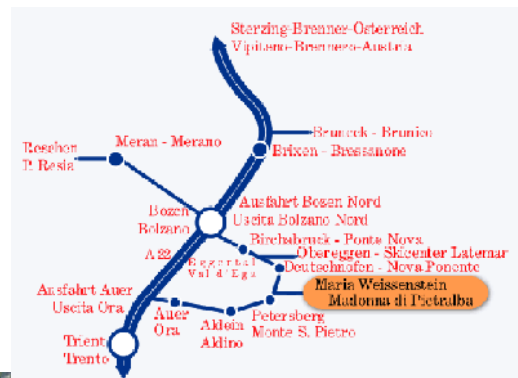 Sterzing-Brenner-Österreich
Vipiteno-Brennero-Austria
Bruneck - Brunico
Brixen - Bressanone
Meran - Merano
Reschen
P. Resia
Ausfahrt Bozen Nord
Uscita Bolzano Nord
Bozen
Bolzano
Birchabruck - Ponte Nova
Obereggen - Skicenter Latemar
Deutschnofen - Nova Ponente
A 22
Eggental
Val d'Ega
Maria Weissenstein
Madonna di Pietralba
Ausfahrt Auer
Uscita Ora
Auer
Ora
Aldein
Aldino
Petersberg
Monte S. Pietro
Trient
Trento